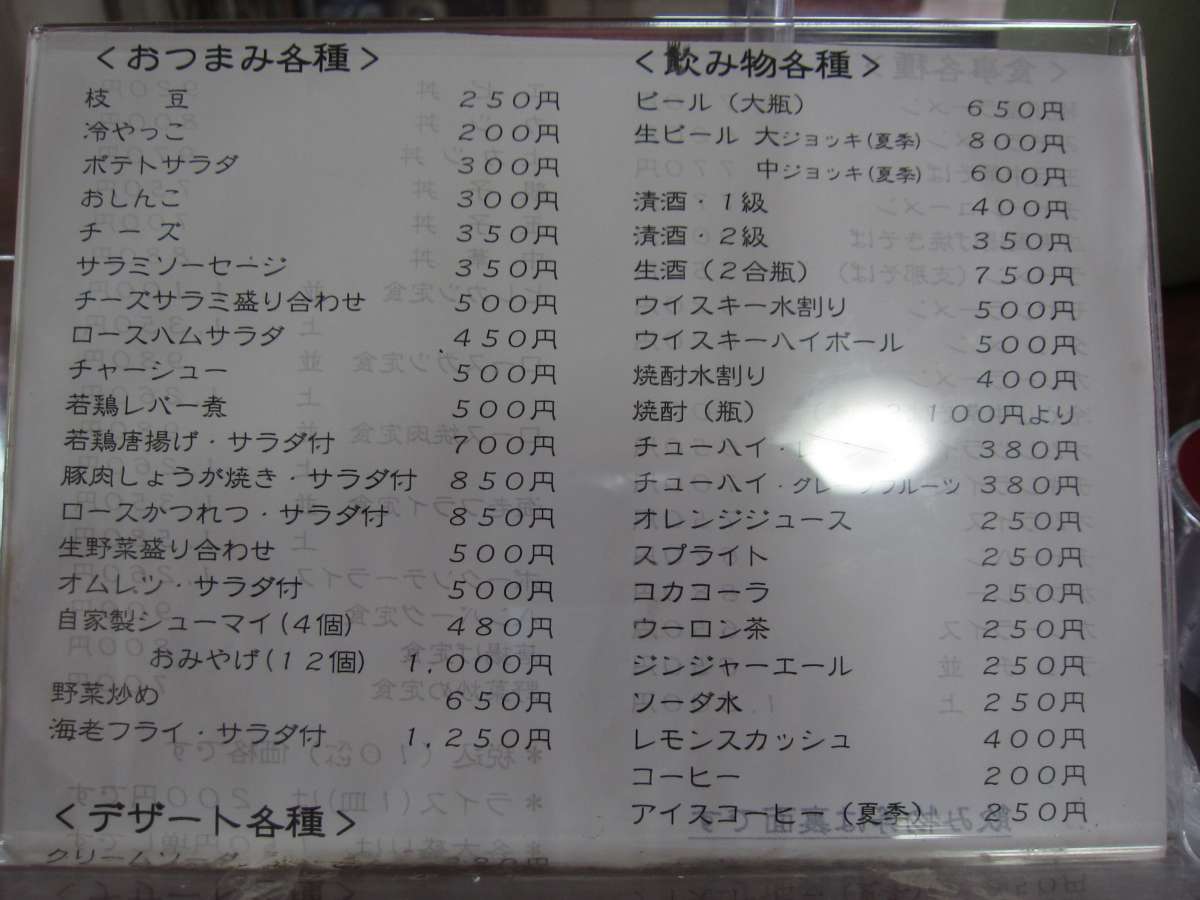 ＜おつまみ各種＞
枝　豆　250円
冷やっこ　200円
ポテトサラダ　300円
おしんこ　300円
チーズ　350円
サラミソーセージ　350円
チーズサラミ盛り合わせ　500円
ロースハムサラダ　450円
チャーシュー　500円
若鶏レバー煮　500円
若鶏唐揚げ・サラダ付　700円
豚肉しょうが焼き・サラダ付　850円
ロースかつれつ・サラダ付　850円
生野菜盛り合わせ　500円
オムレツ・サラダ付　500円
自家製シューマイ(4個)　480円
おみやげ(12個)　1,000円
野菜炒め　650円
海老フライ・サラダ付　1,250円
＜デザート各種＞
クリームソーダ
＜飲み物各種＞
ビール（大瓶）　650円
生ビール 大ジョッキ(夏季)　800円
中ジョッキ(夏季)　600円
清酒・1級　400円
清酒・2級　350円
生酒（2合瓶）　750円
ウイスキー水割り　500円
ウイスキーハイボール　500円
焼酎水割り　400円
焼酎（瓶）　2,100円より
チューハイ・　380円
チューハイ・グレープフルーツ　380円
オレンジジュース　250円
スプライト　250円
コカコーラ　250円
ウーロン茶　250円
ジンジャーエール　250円
ソーダ水　250円
レモンスカッシュ　400円
コーヒー　200円
アイスコーヒー（夏季）　250円